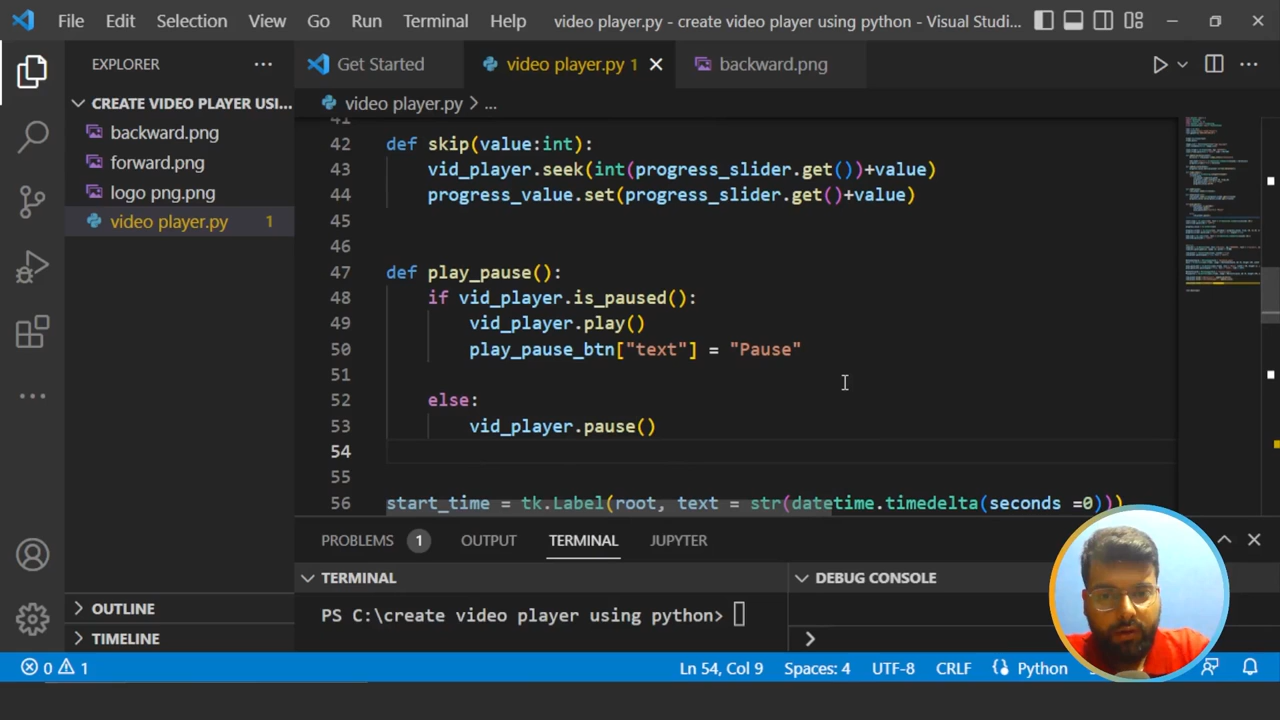 File Edit Selection View Go Run Terminal Help video player.py - create video player using python - Visual Studi...
EXPLORER ...
Get Started
video player.py 1
backward.png
CREATE VIDEO PLAYER USI...
backward.png
forward.png
logo png.png
video player.py 1
video player.py > ...
41
42 def skip(value:int):
43 vid_player.seek(int(progress_slider.get())+value)
44 progress_value.set(progress_slider.get()+value)
45
46
47 def play_pause():
48 if vid_player.is_paused():
49 vid_player.play()
50 play_pause_btn["text"] = "Pause"
51
52 else:
53 vid_player.pause()
54
55
56 start_time = tk.Label(root, text = str(datetime.timedelta(seconds =0)))
PROBLEMS 1 OUTPUT TERMINAL JUPYTER
TERMINAL
PS C:\create video player using python>
DEBUG CONSOLE
>
OUTLINE
TIMELINE
0 1 Ln 54, Col 9 Spaces: 4 UTF-8 CRLF Python